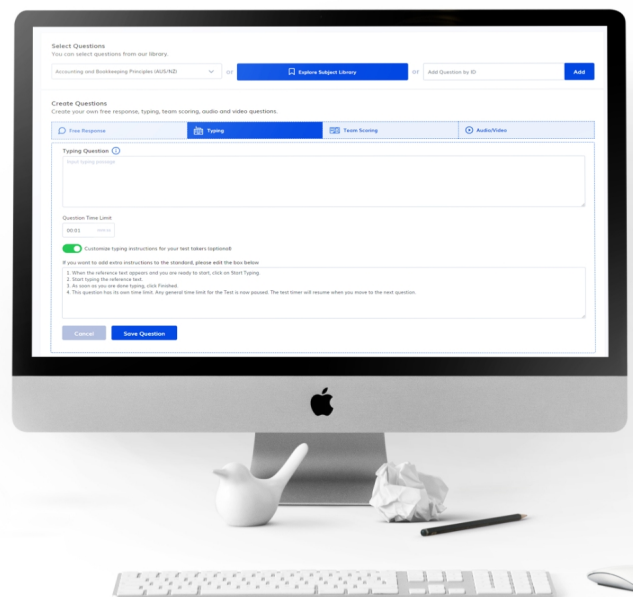 Select Questions
You can select questions from our library.
Accounting and Bookkeeping Principles (AUS/NZ)
or
Explore Subject Library
or
Add Question by ID
Add
Create Questions
Create your own free response, typing, team scoring, audio and video questions.
Free Response
Typing
Team Scoring
Audio/Video
Typing Question
Input typing passage
Question Time Limit
00:01
If you want to add extra instructions to the standard, please edit the box below
Customize typing instructions for your test takers (optional)
1. When the reference text appears and you are ready to start, click on Start Typing.
2. Start typing the reference text.
3. As soon as you are done typing, click Finished.
4. This question has its own time limit. Any general time limit for the Test is now paused. The test timer will resume when you move to the next question.
Cancel
Save Question